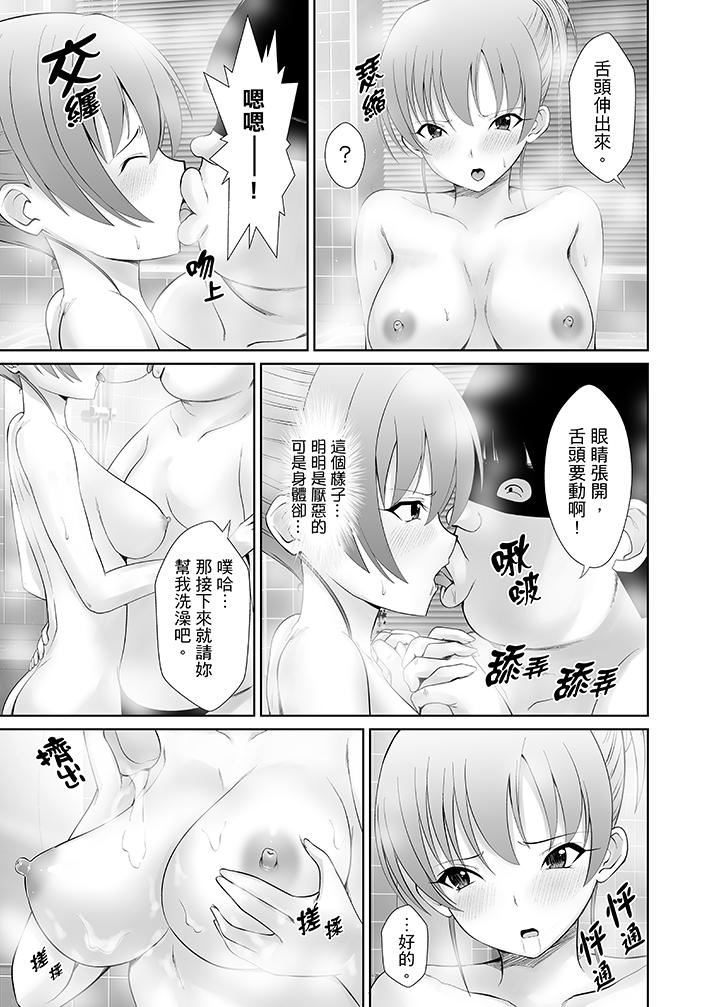 舌頭伸出來。
瑟縮
？
嗯嗯——！
交纏
吻上
眼睛張開，
舌頭要動啊！
啾啵
舔弄
舔弄
這個樣子…
明明是厭惡的
可是身體卻…
噗哈…
那接下來就請妳
幫我洗澡吧。
怦通
怦通
…好的。
擠出
搓揉
搓揉